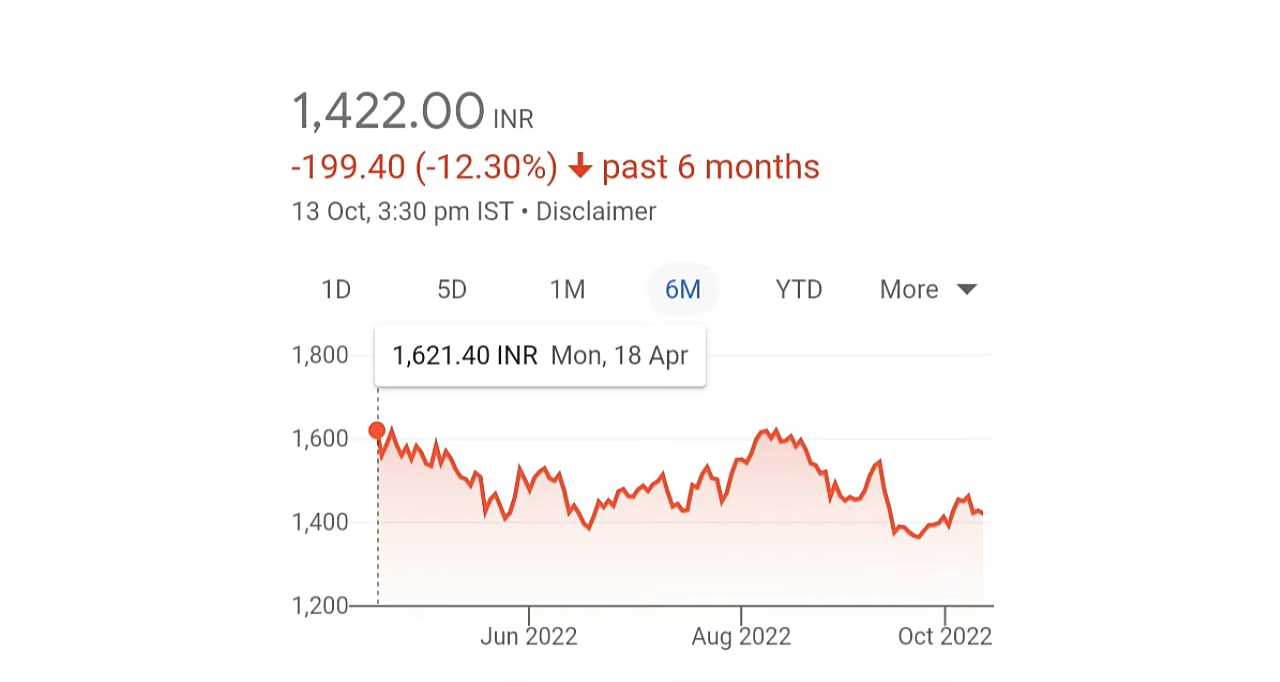 1,422.00 INR
-199.40 (-12.30%) ↓ past 6 months
13 Oct, 3:30 pm IST • Disclaimer
1D 5D 1M 6M YTD More
1,621.40 INR Mon, 18 Apr
1,800
1,600
1,400
1,200
Jun 2022 Aug 2022 Oct 2022